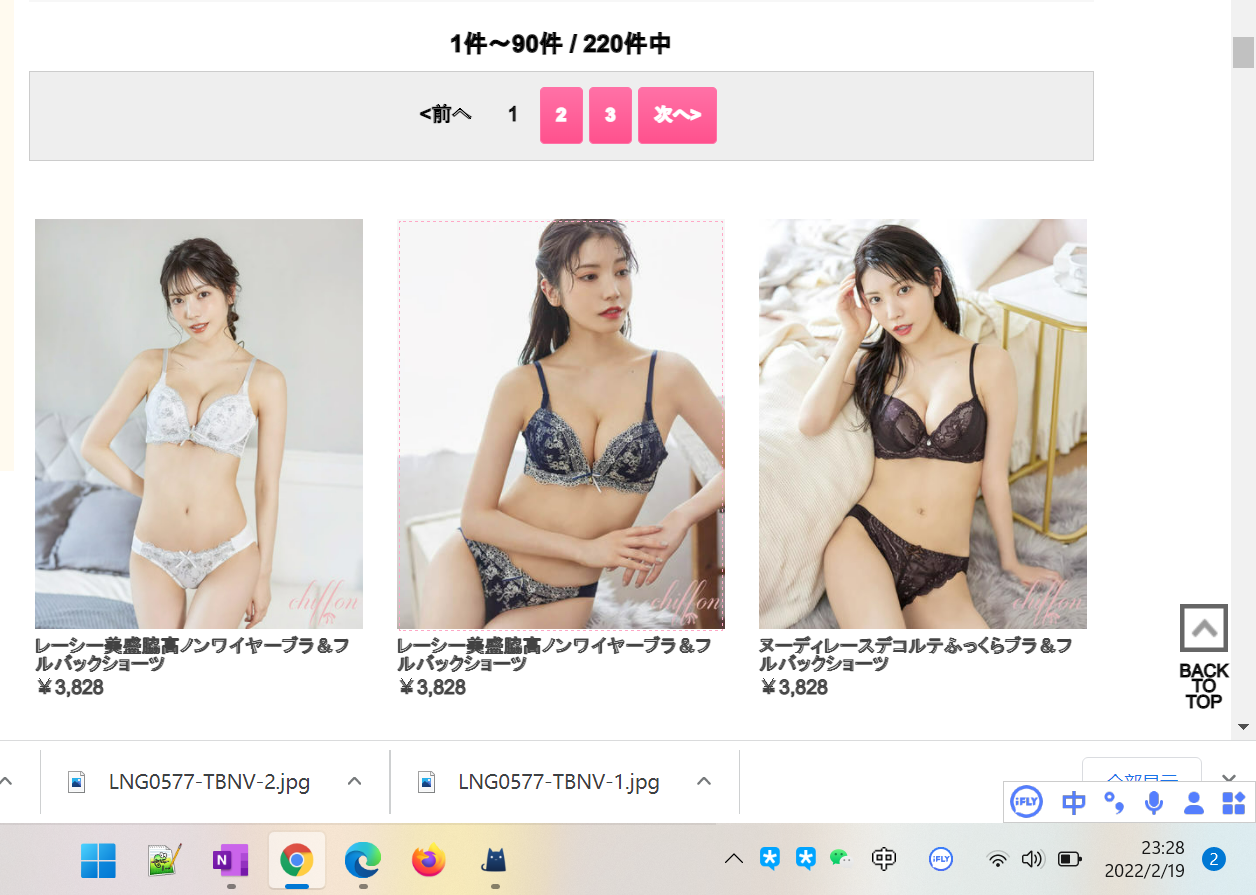 1件～90件 / 220件中
<前へ 1 2 3 次へ>
chiffon
chiffon
chiffon
レーシー美盛脇高ノンワイヤーブラ＆フ
ルバックショーツ
￥3,828
レーシー美盛脇高ノンワイヤーブラ＆フ
ルバックショーツ
￥3,828
ヌーディレースデコルテふっくらブラ＆フ
ルバックショーツ
￥3,828
BACK
TO
TOP
LNG0577-TBNV-2.jpg
LNG0577-TBNV-1.jpg
全部显示
iFLY 中
N
中
iFLY
23:28
2022/2/19
2